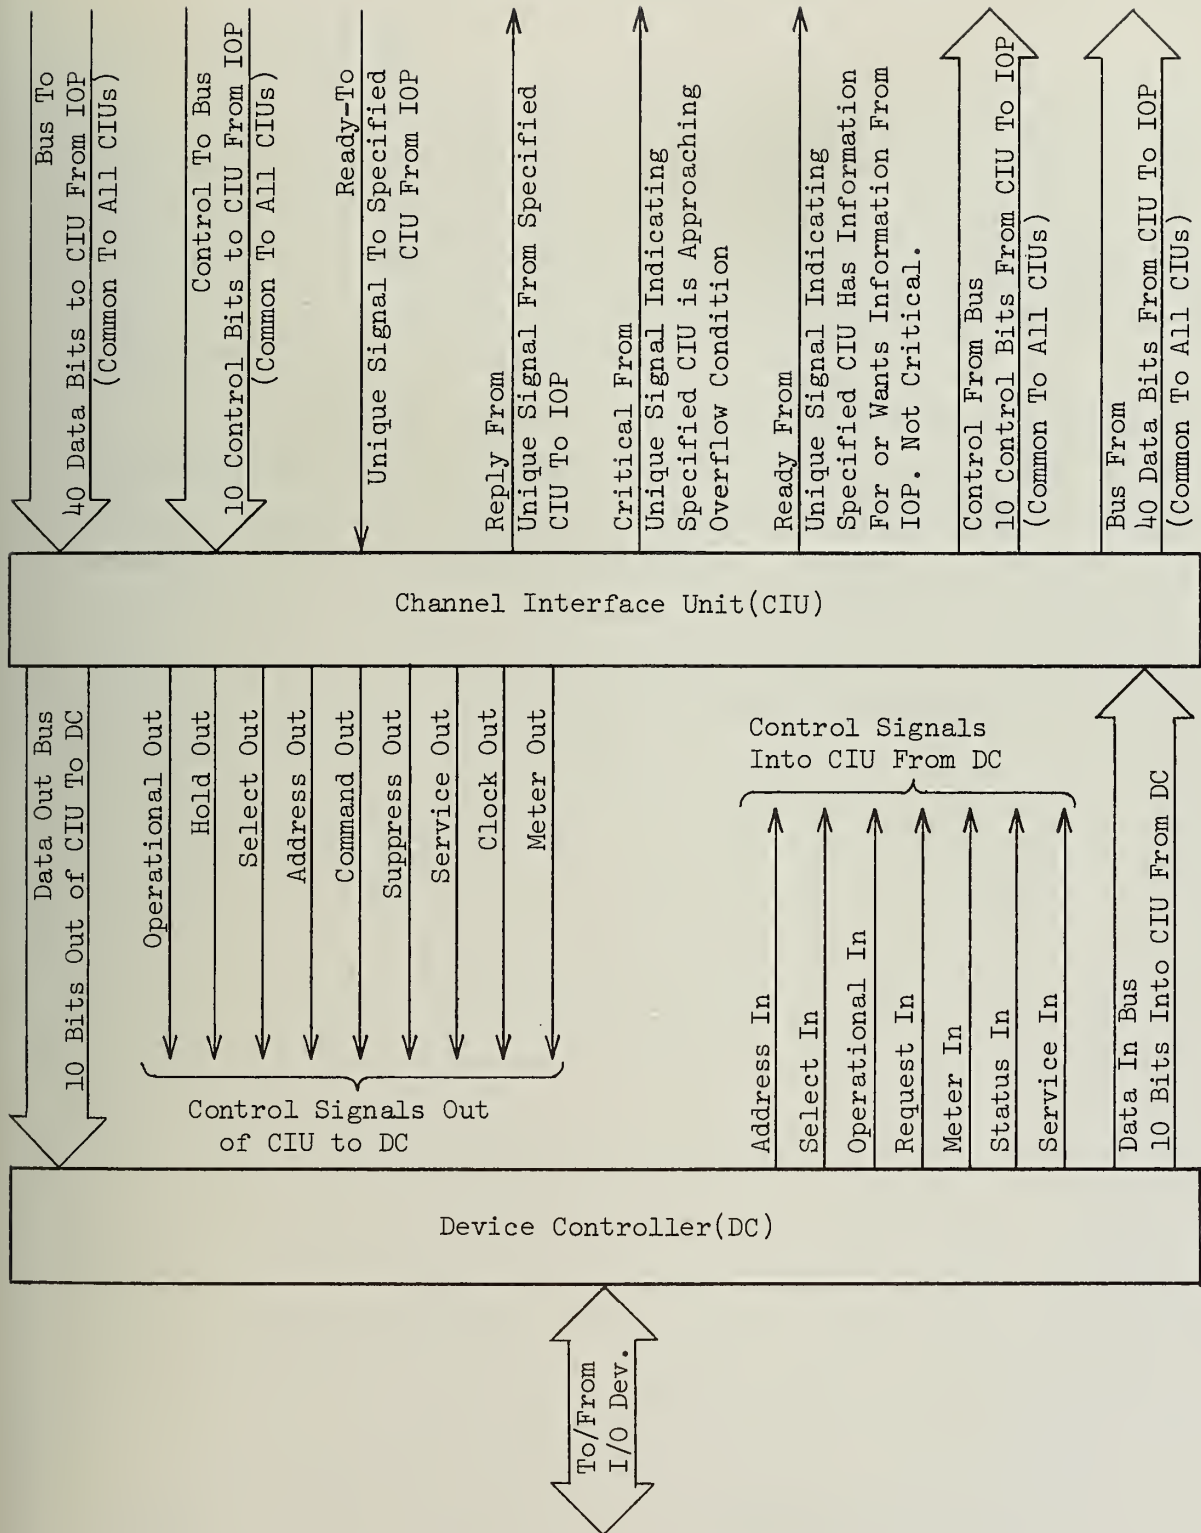 Bus To
40 Data Bits to CIU From IOP
(Common To All CIUs)
Control To Bus
10 Control Bits to CIU From IOP
(Common To All CIUs)
Ready-To
Unique Signal To Specified
CIU From IOP
Reply From
Unique Signal From Specified
CIU To IOP
Critical From
Unique Signal Indicating
Specified CIU is Approaching
Overflow Condition
Ready From
Unique Signal Indicating
Specified CIU Has Information
For or Wants Information From
IOP. Not Critical.
Control From Bus
10 Control Bits From CIU To IOP
(Common To All CIUs)
Bus From
40 Data Bits From CIU To IOP
(Common To All CIUs)
Channel Interface Unit(CIU)
Data Out Bus
10 Bits Out of CIU To DC
Operational Out
Hold Out
Select Out
Address Out
Command Out
Suppress Out
Service Out
Clock Out
Meter Out
Control Signals Out
of CIU to DC
Control Signals
Into CIU From DC
Address In
Select In
Operational In
Request In
Meter In
Status In
Service In
Data In Bus
10 Bits Into CIU From DC
Device Controller(DC)
To/From
I/O Dev.